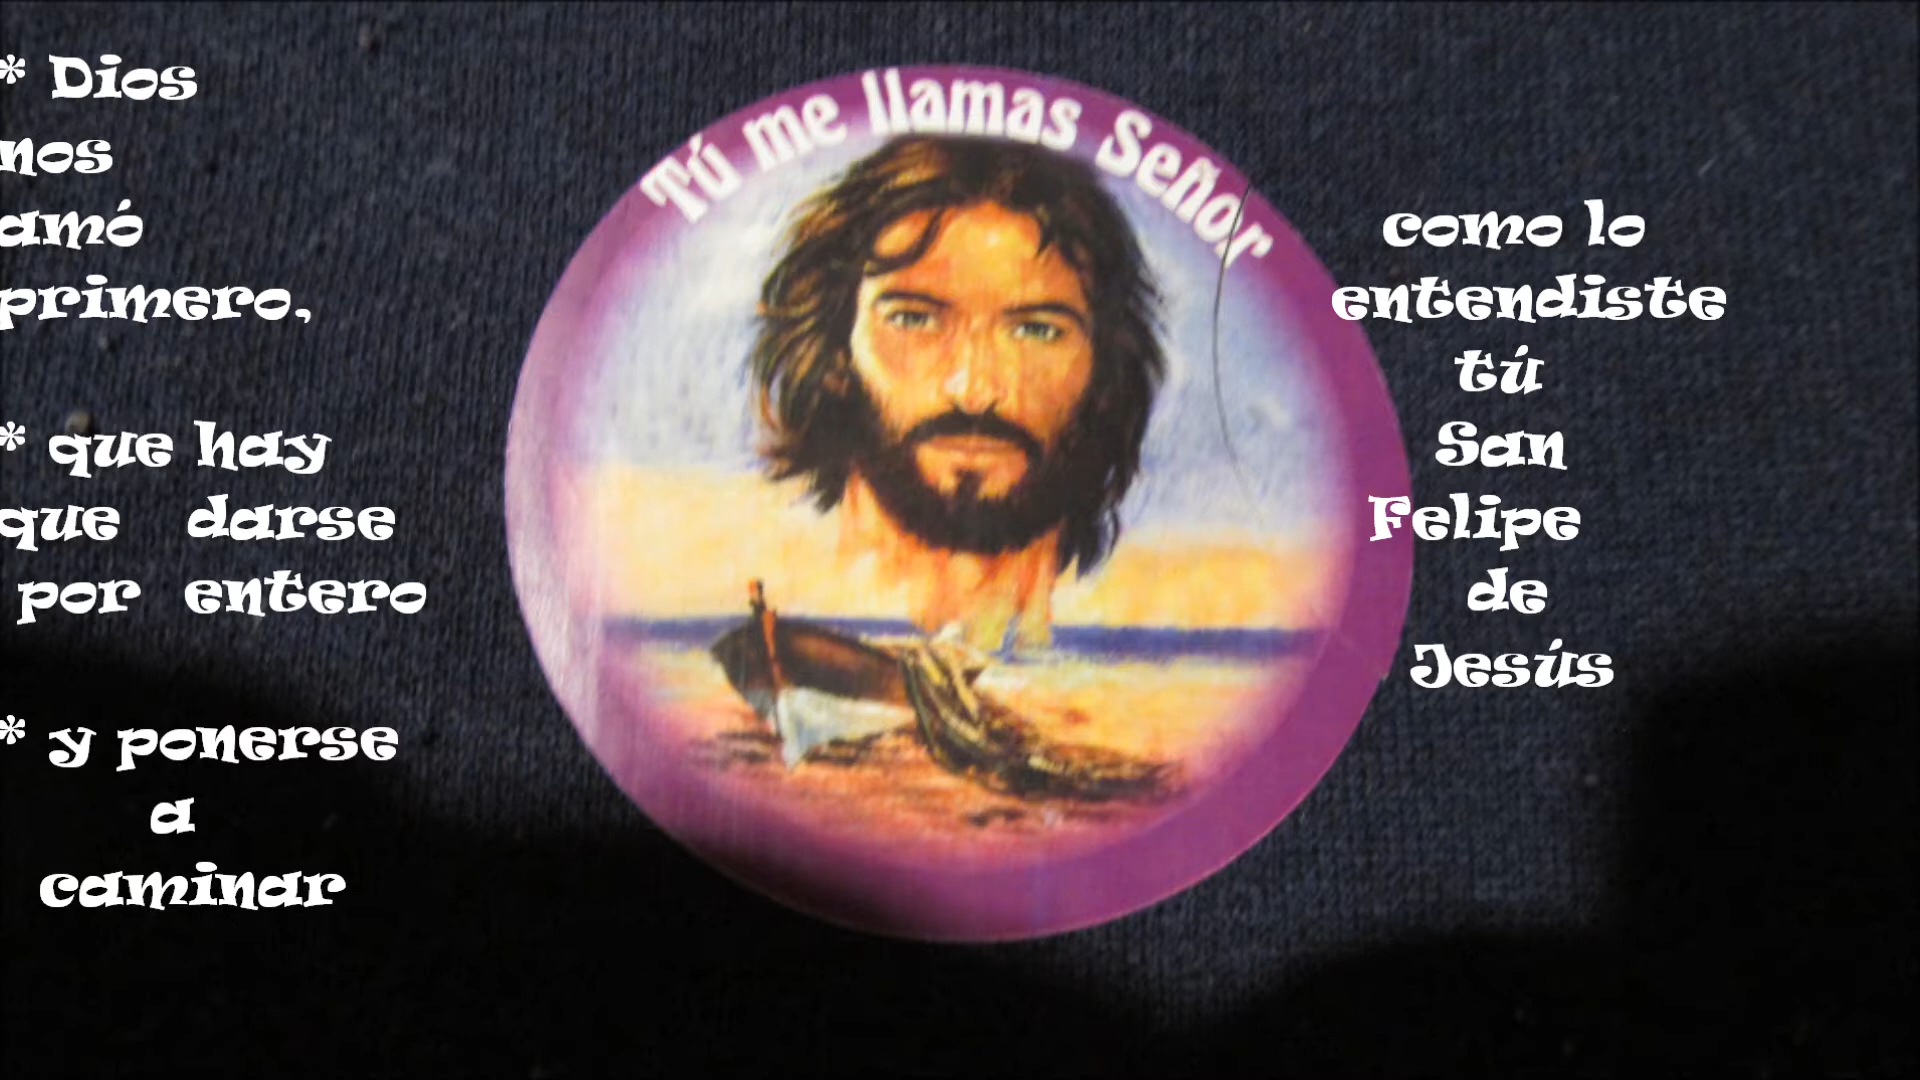 * Dios
nos
amó
primero,
* que hay
que darse
por entero
* y ponerse
a
caminar
Tú me llamas Señor
como lo
entendiste
tú
San
Felipe
de
Jesús